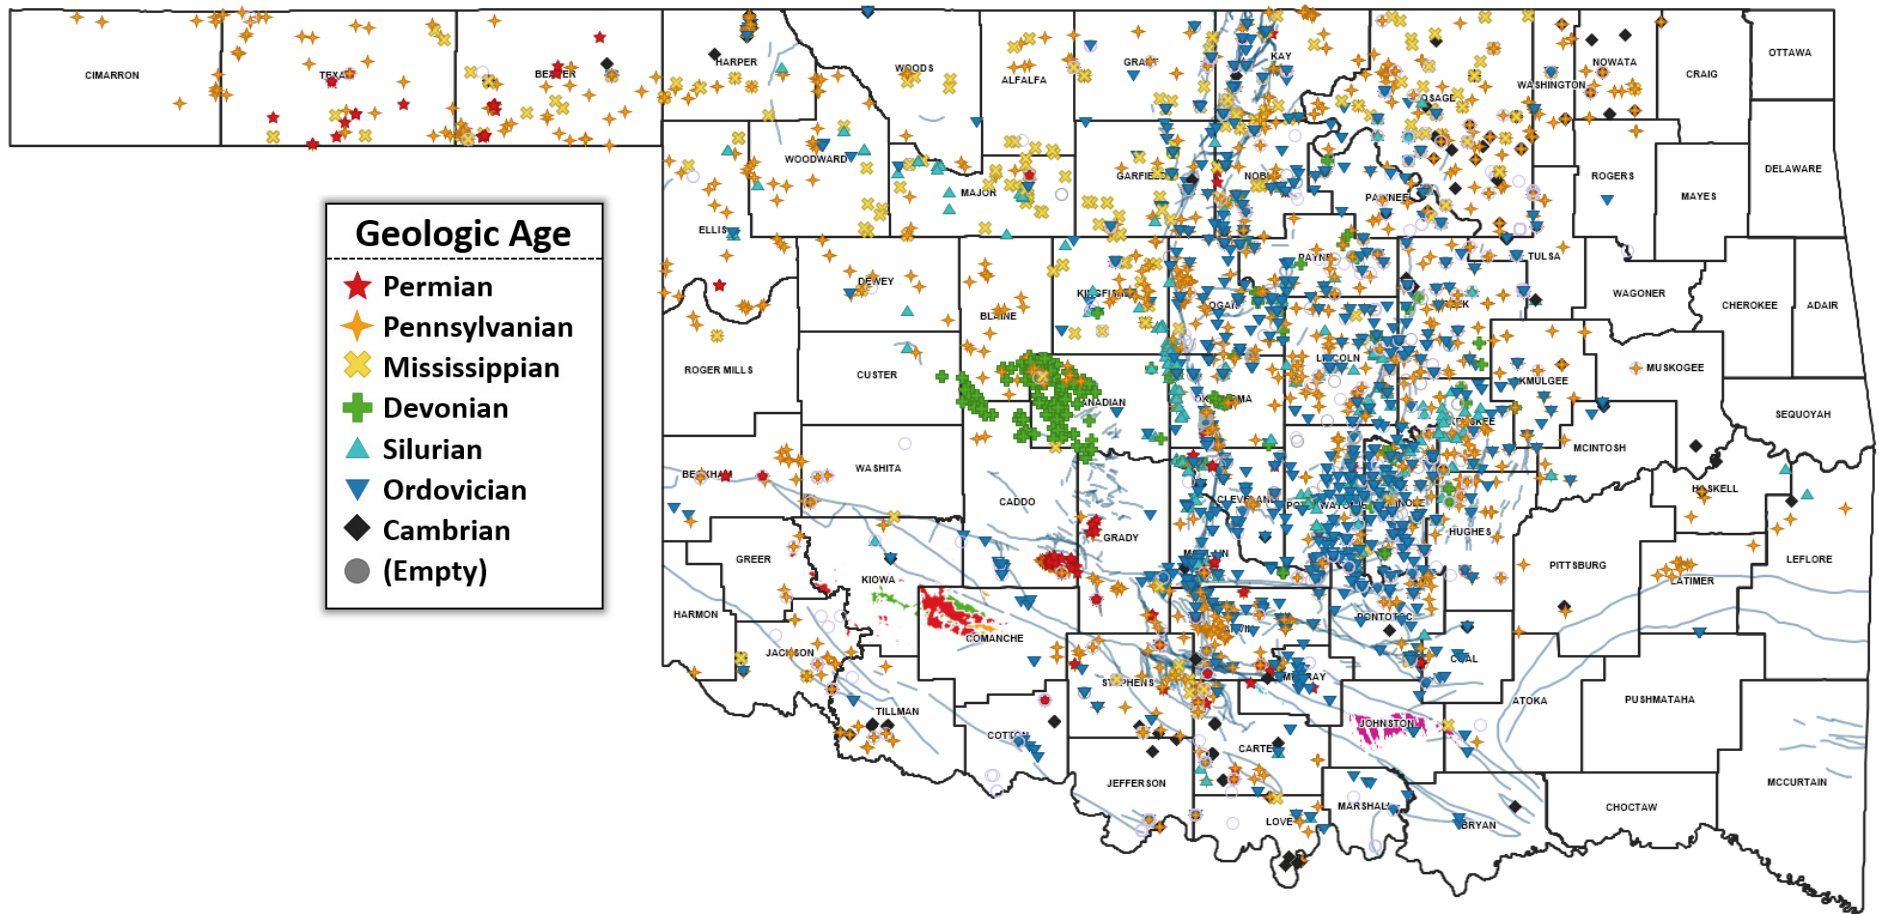 CIMARRON
TEXAS
BEAVER
HARPER
WOODS
ALFALFA
GRANT
KAY
OSAGE
WASHINGTON
NOWATA
CRAIG
OTTAWA
WOODWARD
ELLIS
MAJOR
GARFIELD
NOBLE
PAWNEE
ROGERS
MAYES
DELAWARE
Geologic Age
Permian
Pennsylvanian
Mississippian
Devonian
Silurian
Ordovician
Cambrian
(Empty)
DEWEY
BLAINE
KINGFISHER
LOGAN
PAYNE
CREEK
TULSA
WAGONER
CHEROKEE
ADAIR
ROGER MILLS
CUSTER
CANADIAN
OKLAHOMA
LINCOLN
OKFUSKEE
OKMULGEE
MUSKOGEE
SEQUOYAH
MCINTOSH
BECKHAM
WASHITA
CADDO
GRADY
CLEVELAND
POTTAWATOMIE
SEMINOLE
HUGHES
HASKELL
PITTSBURG
LATIMER
LEFLORE
GREER
KIOWA
HARMON
JACKSON
COMANCHE
MCCLAIN
GARVIN
PONTOTOC
COAL
STEPHENS
MURRAY
TILLMAN
COTTON
JOHNSTON
ATOKA
PUSHMATAHA
MCCURTAIN
JEFFERSON
CARTER
LOVE
MARSHALL
BRYAN
CHOCTAW